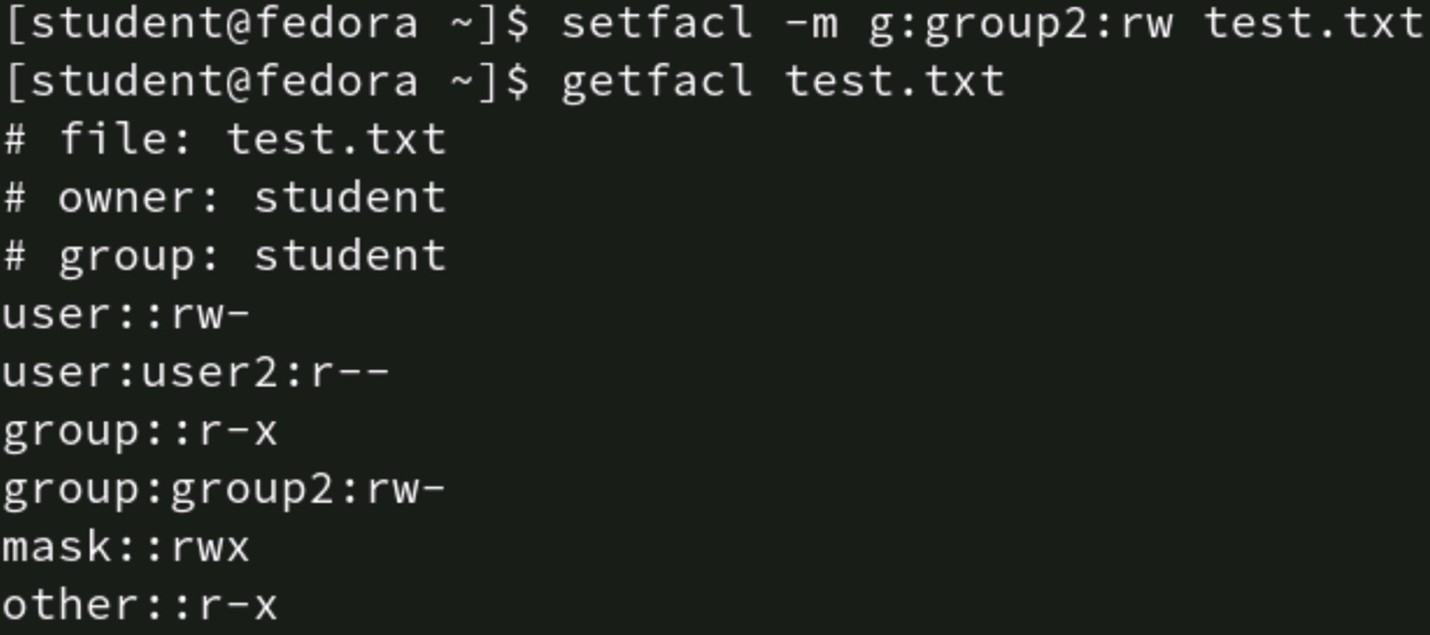 [student@fedora ~]$ setfacl -m g:group2:rw test.txt
[student@fedora ~]$ getfacl test.txt
# file: test.txt
# owner: student
# group: student
user::rw-
user:user2:r--
group::r-x
group:group2:rw-
mask::rwx
other::r-x